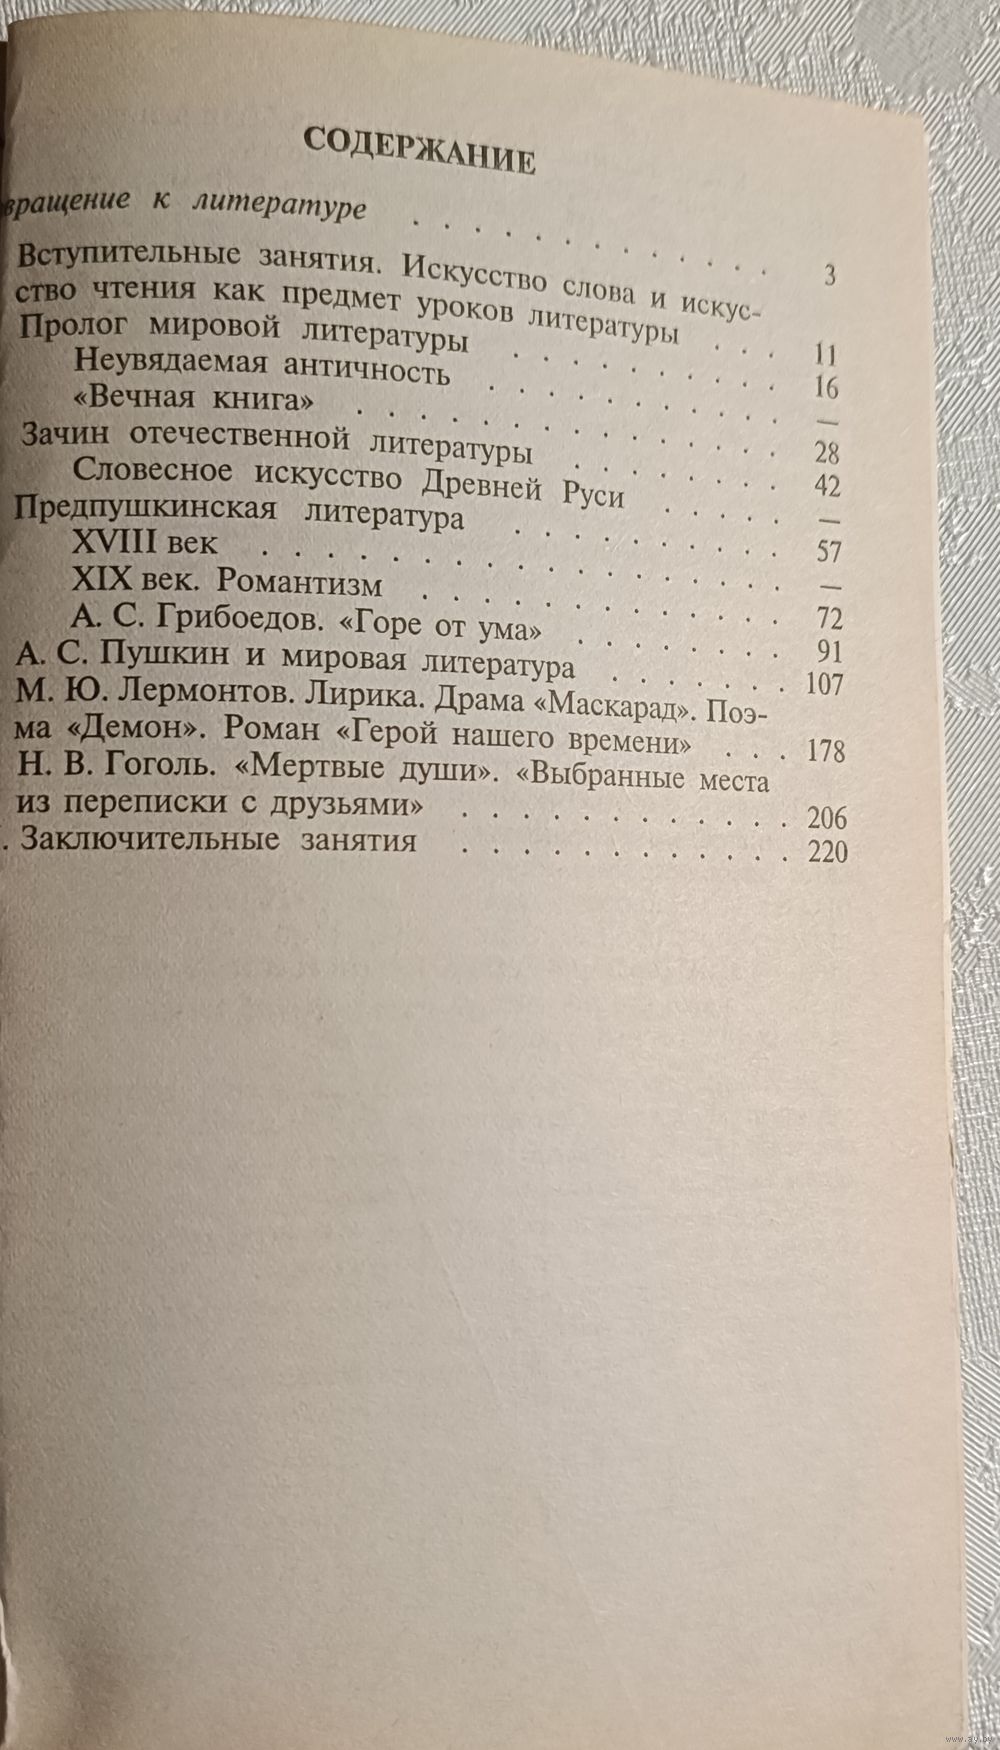 СОДЕРЖАНИЕ
вращение к литературе . . . . . . . . . . . . 3
Вступительные занятия. Искусство слова и искус-
ство чтения как предмет уроков литературы . . . 11
Пролог мировой литературы . . . . . . . . . 16
Неувядаемая античность . . . . . . . . . . —
«Вечная книга» . . . . . . . . . . . . . . 28
Зачин отечественной литературы . . . . . . . 42
Словесное искусство Древней Руси . . . . —
Предпушкинская литература . . . . . . . . . 57
XVIII век . . . . . . . . . . . . . . . . . —
XIX век. Романтизм . . . . . . . . . . . . 72
А. С. Грибоедов. «Горе от ума» . . . . . . . 91
А. С. Пушкин и мировая литература . . . . . . 107
М. Ю. Лермонтов. Лирика. Драма «Маскарад». Поэ-
ма «Демон». Роман «Герой нашего времени» . . . 178
Н. В. Гоголь. «Мертвые души». «Выбранные места
из переписки с друзьями» . . . . . . . . . . . 206
. Заключительные занятия . . . . . . . . . . . 220
www.ay.by